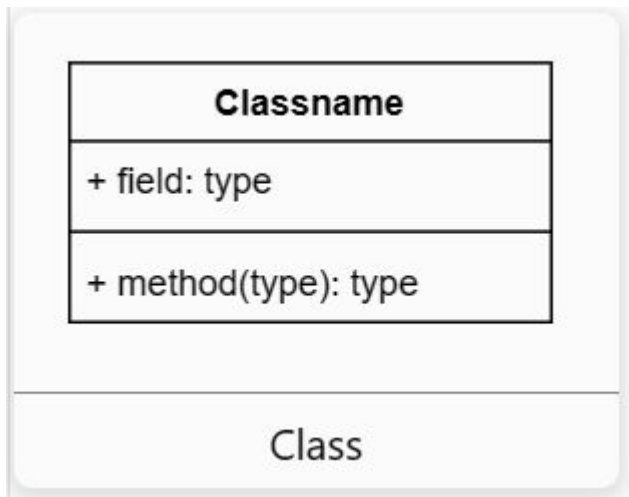 Classname
+ field: type
+ method(type): type
Class